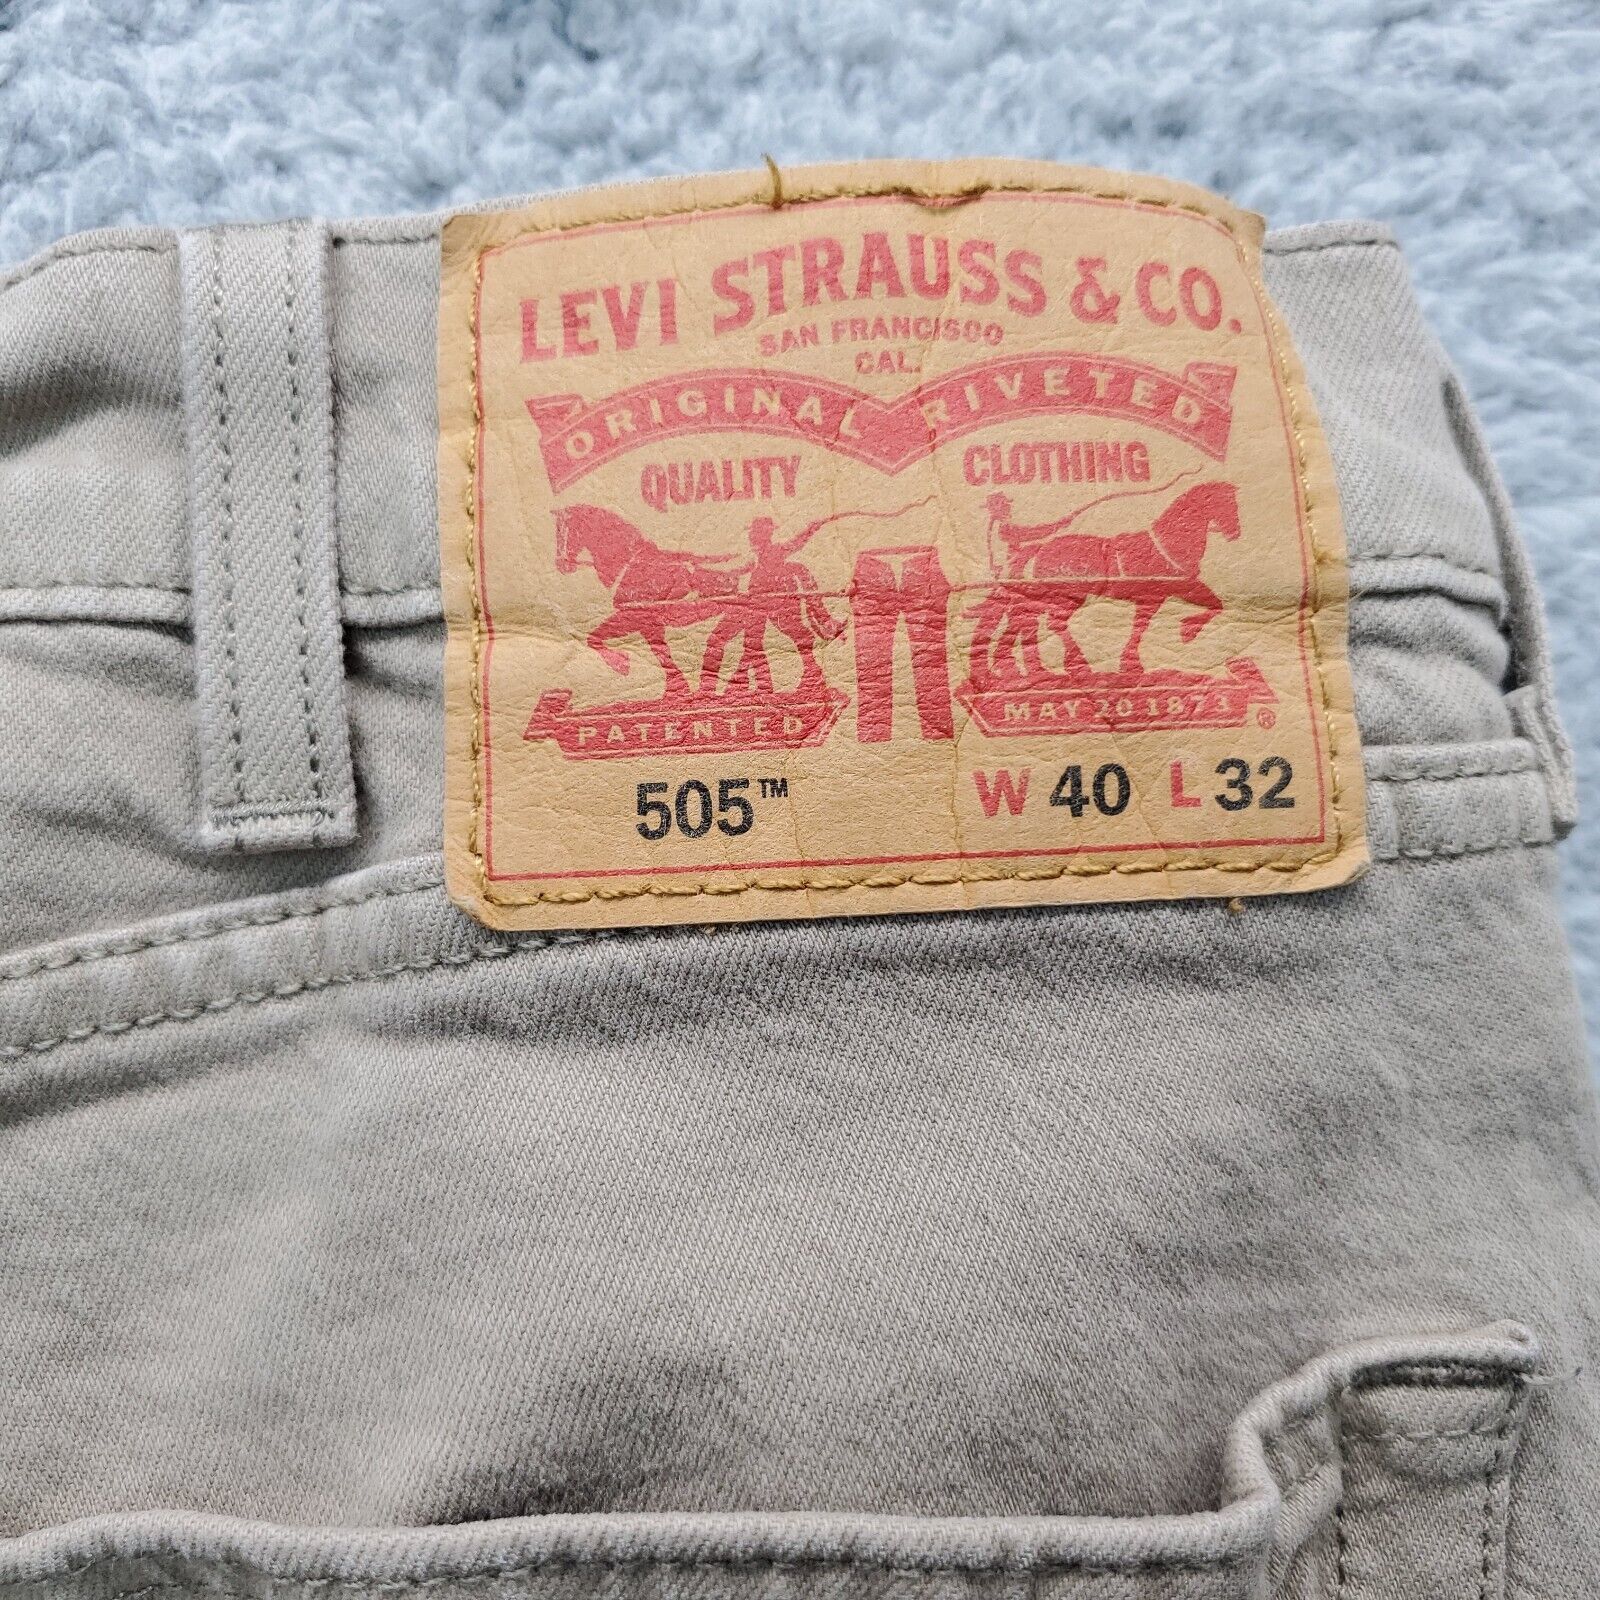 LEVI STRAUSS & CO.
SAN FRANCISCO
CAL.
ORIGINAL RIVETED
QUALITY CLOTHING
PATENTED MAY 20 1873 ®
505™ W 40 L 32